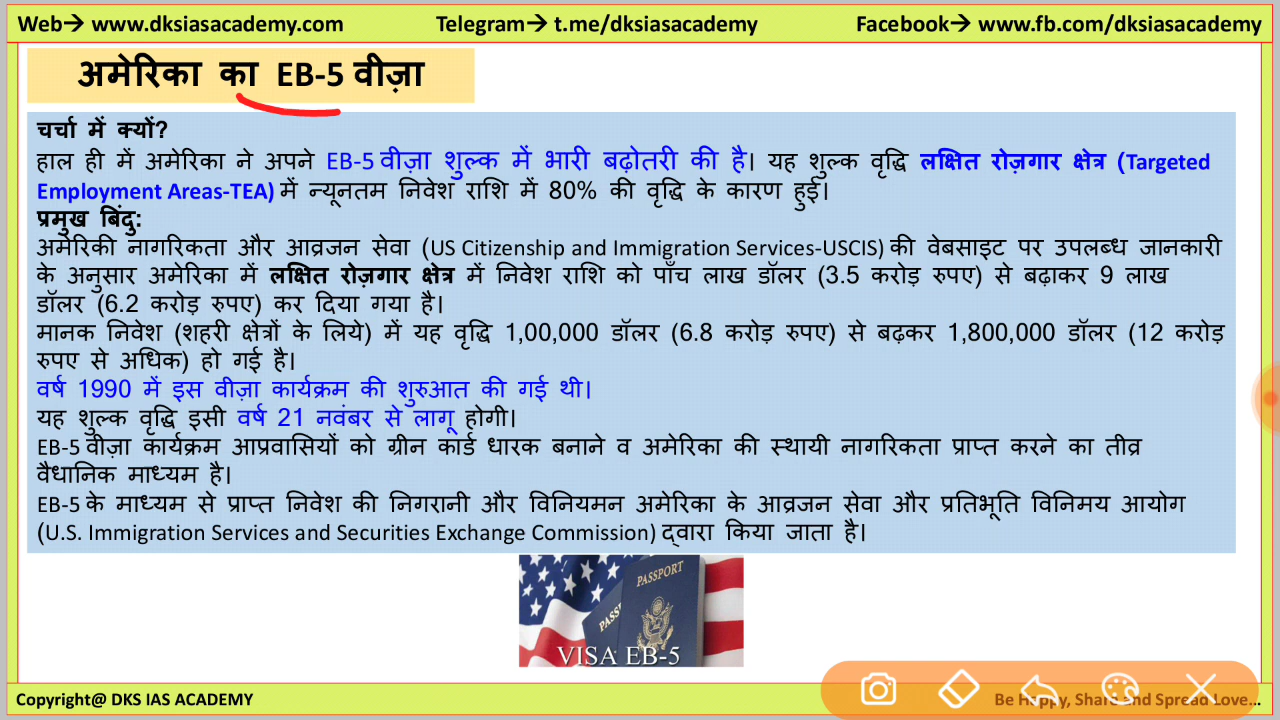 Web→ www.dksiasacademy.com Telegram→ t.me/dksiasacademy Facebook→ www.fb.com/dksiasacademy
अमेरिका का EB-5 वीज़ा
चर्चा में क्यों?
हाल ही में अमेरिका ने अपने EB-5 वीज़ा शुल्क में भारी बढ़ोतरी की है। यह शुल्क वृद्धि लक्षित रोज़गार क्षेत्र (Targeted
Employment Areas-TEA) में न्यूनतम निवेश राशि में 80% की वृद्धि के कारण हुई।
प्रमुख बिंदु:
अमेरिकी नागरिकता और आव्रजन सेवा (US Citizenship and Immigration Services-USCIS) की वेबसाइट पर उपलब्ध जानकारी
के अनुसार अमेरिका में लक्षित रोज़गार क्षेत्र में निवेश राशि को पाँच लाख डॉलर (3.5 करोड़ रुपए) से बढ़ाकर 9 लाख
डॉलर (6.2 करोड़ रुपए) कर दिया गया है।
मानक निवेश (शहरी क्षेत्रों के लिये) में यह वृद्धि 1,00,000 डॉलर (6.8 करोड़ रुपए) से बढ़कर 1,800,000 डॉलर (12 करोड़
रुपए से अधिक) हो गई है।
वर्ष 1990 में इस वीज़ा कार्यक्रम की शुरुआत की गई थी।
यह शुल्क वृद्धि इसी वर्ष 21 नवंबर से लागू होगी।
EB-5 वीज़ा कार्यक्रम आप्रवासियों को ग्रीन कार्ड धारक बनाने व अमेरिका की स्थायी नागरिकता प्राप्त करने का तीव्र
वैधानिक माध्यम है।
EB-5 के माध्यम से प्राप्त निवेश की निगरानी और विनियमन अमेरिका के आव्रजन सेवा और प्रतिभूति विनिमय आयोग
(U.S. Immigration Services and Securities Exchange Commission) द्वारा किया जाता है।
PASSPORT
PASS
VISA EB-5
Copyright@ DKS IAS ACADEMY Be Happy, Share and Spread Love...